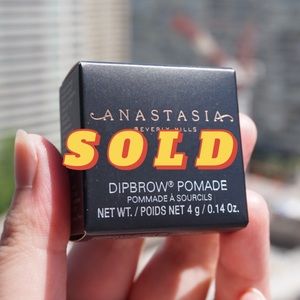 ANASTASIA
BEVERLY HILLS
SOLD
DIPBROW® POMADE
POMMADE À SOURCILS
NET WT. / POIDS NET 4 g / 0.14 Oz.